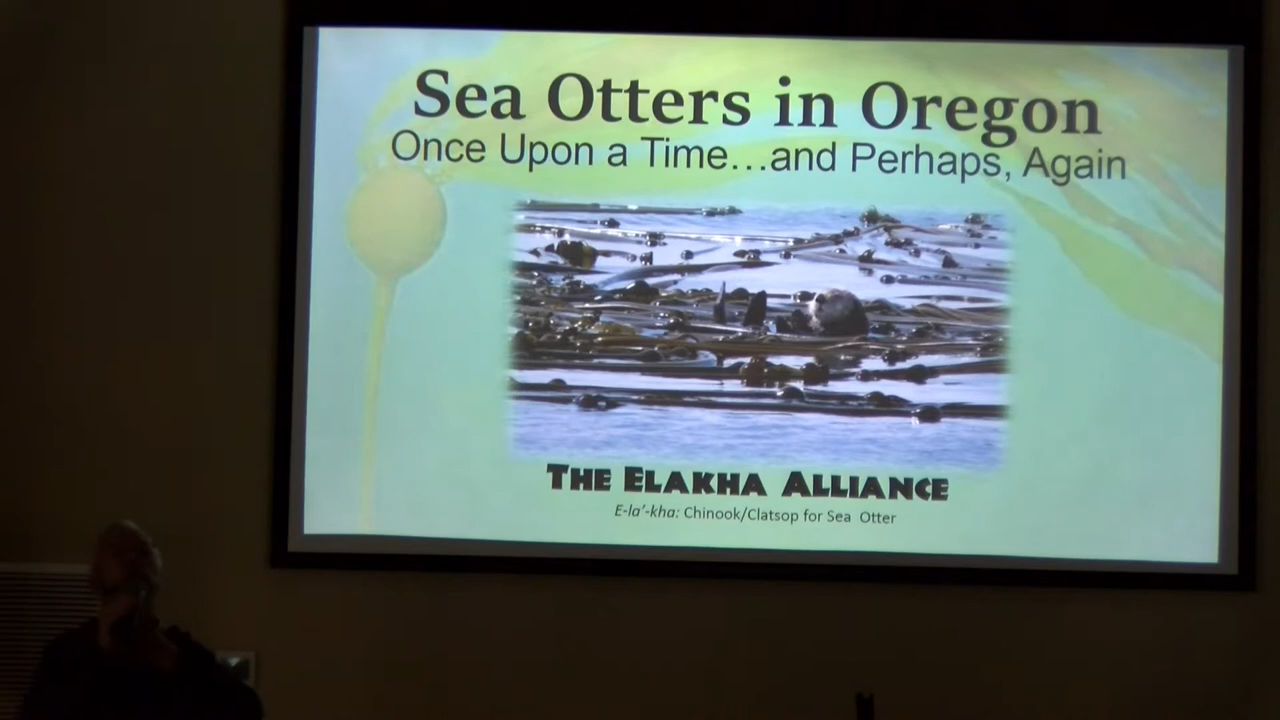 Sea Otters in Oregon
Once Upon a Time...and Perhaps, Again
THE ELAKHA ALLIANCE
E-la'-kha: Chinook/Clatsop for Sea Otter